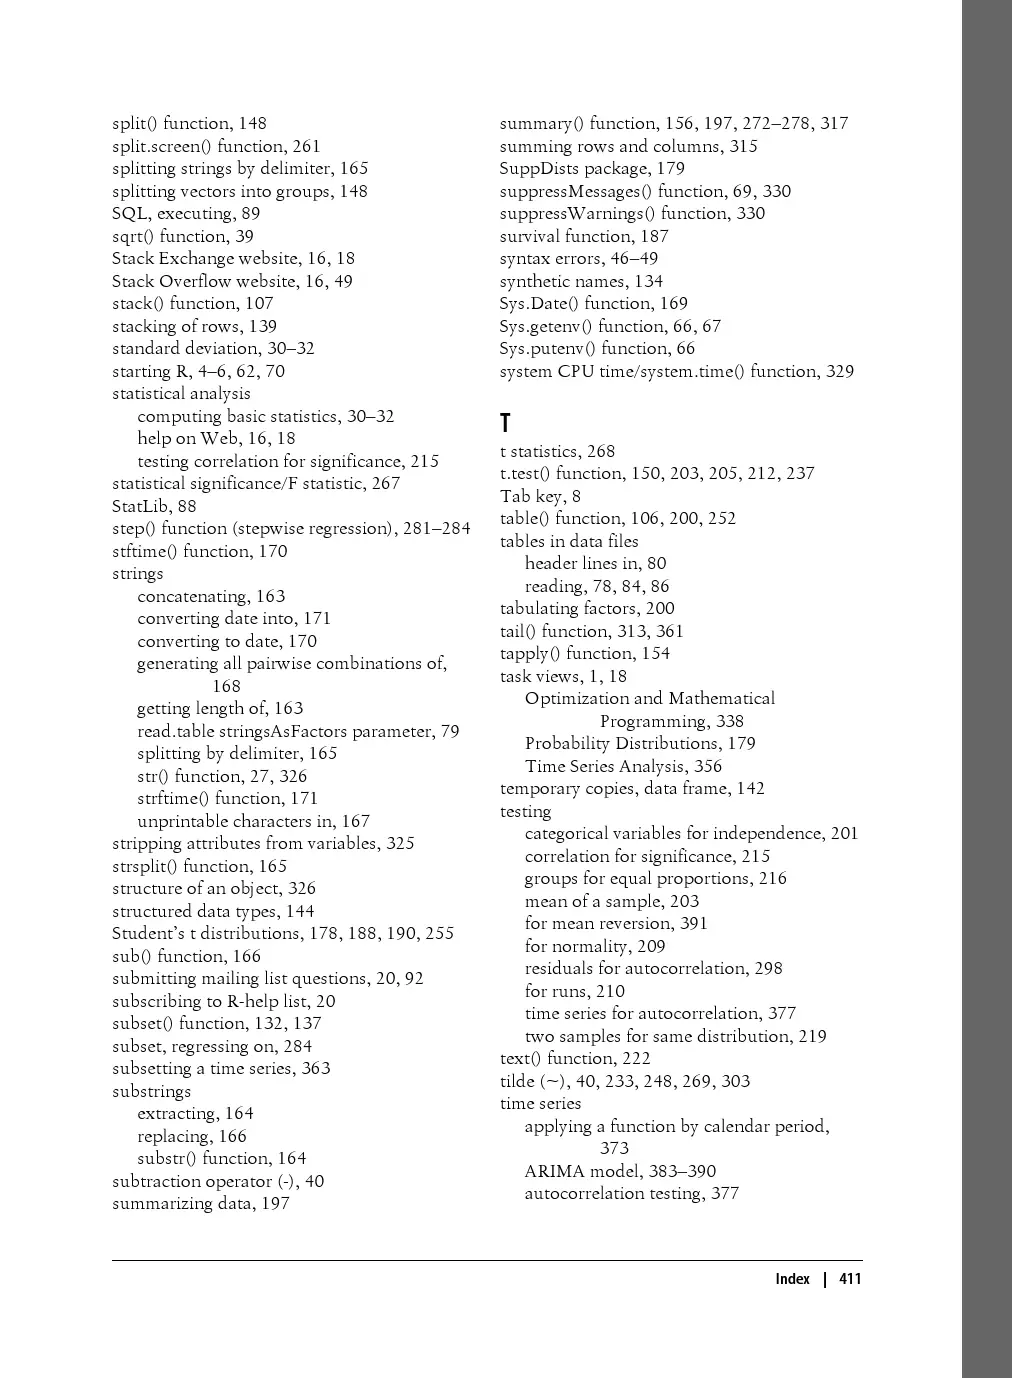 split() function, 148
split.screen() function, 261
splitting strings by delimiter, 165
splitting vectors into groups, 148
SQL, executing, 89
sqrt() function, 39
Stack Exchange website, 16, 18
Stack Overflow website, 16, 49
stack() function, 107
stacking of rows, 139
standard deviation, 30–32
starting R, 4–6, 62, 70
statistical analysis
computing basic statistics, 30–32
help on Web, 16, 18
testing correlation for significance, 215
statistical significance/F statistic, 267
StatLib, 88
step() function (stepwise regression), 281–284
stftime() function, 170
strings
concatenating, 163
converting date into, 171
converting to date, 170
generating all pairwise combinations of,
168
getting length of, 163
read.table stringsAsFactors parameter, 79
splitting by delimiter, 165
str() function, 27, 326
strftime() function, 171
unprintable characters in, 167
stripping attributes from variables, 325
strsplit() function, 165
structure of an object, 326
structured data types, 144
Student’s t distributions, 178, 188, 190, 255
sub() function, 166
submitting mailing list questions, 20, 92
subscribing to R-help list, 20
subset() function, 132, 137
subset, regressing on, 284
subsetting a time series, 363
substrings
extracting, 164
replacing, 166
substr() function, 164
subtraction operator (-), 40
summarizing data, 197
summary() function, 156, 197, 272–278, 317
summing rows and columns, 315
SuppDists package, 179
suppressMessages() function, 69, 330
suppressWarnings() function, 330
survival function, 187
syntax errors, 46–49
synthetic names, 134
Sys.Date() function, 169
Sys.getenv() function, 66, 67
Sys.putenv() function, 66
system CPU time/system.time() function, 329
T
t statistics, 268
t.test() function, 150, 203, 205, 212, 237
Tab key, 8
table() function, 106, 200, 252
tables in data files
header lines in, 80
reading, 78, 84, 86
tabulating factors, 200
tail() function, 313, 361
tapply() function, 154
task views, 1, 18
Optimization and Mathematical
Programming, 338
Probability Distributions, 179
Time Series Analysis, 356
temporary copies, data frame, 142
testing
categorical variables for independence, 201
correlation for significance, 215
groups for equal proportions, 216
mean of a sample, 203
for mean reversion, 391
for normality, 209
residuals for autocorrelation, 298
for runs, 210
time series for autocorrelation, 377
two samples for same distribution, 219
text() function, 222
tilde (~), 40, 233, 248, 269, 303
time series
applying a function by calendar period,
373
ARIMA model, 383–390
autocorrelation testing, 377
Index | 411